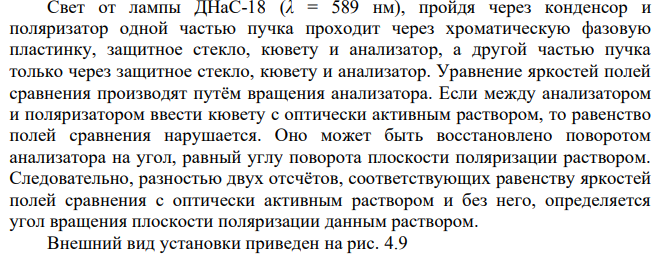 Свет от лампы ДНаС-18 (λ = 589 нм), пройдя через конденсор и
поляризатор одной частью пучка проходит через хроматическую фазовую
пластинку, защитное стекло, кювету и анализатор, а другой частью пучка
только через защитное стекло, кювету и анализатор. Уравнение яркостей полей
сравнения производят путём вращения анализатора. Если между анализатором
и поляризатором ввести кювету с оптически активным раствором, то равенство
полей сравнения нарушается. Оно может быть восстановлено поворотом
анализатора на угол, равный углу поворота плоскости поляризации раствором.
Следовательно, разностью двух отсчётов, соответствующих равенству яркостей
полей сравнения с оптически активным раствором и без него, определяется
угол вращения плоскости поляризации данным раствором.
Внешний вид установки приведен на рис. 4.9